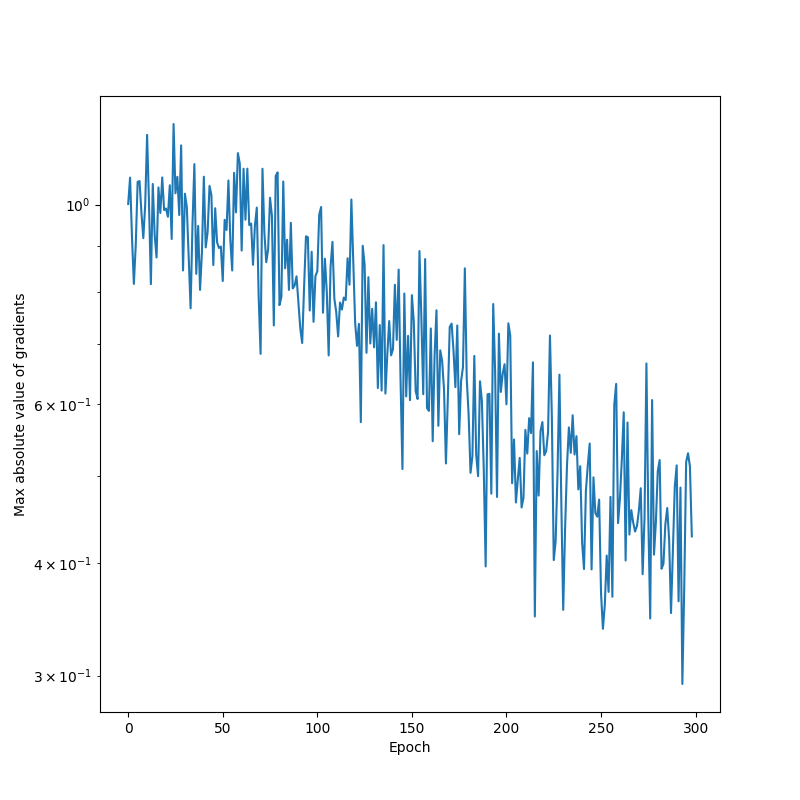 Max absolute value of gradients
10⁰
6 × 10⁻¹
4 × 10⁻¹
3 × 10⁻¹
0 50 100 150 200 250 300
Epoch